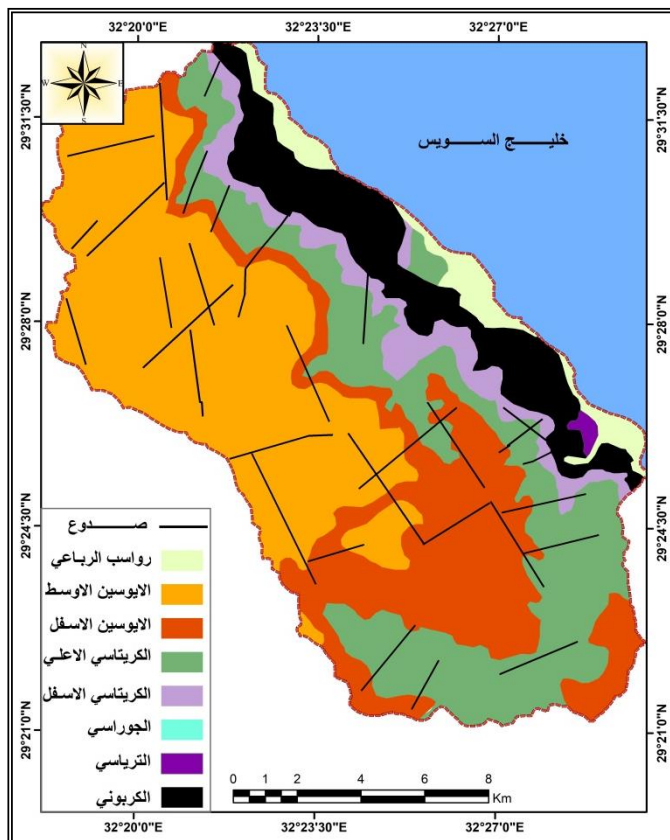 32°20'0"E 32°23'30"E 32°27'0"E
N
W E
S
29°31'30"N 29°31'30"N
خليـج الســـويس
29°28'0"N 29°28'0"N
29°24'30"N 29°24'30"N
صـــــدوع
رواسب الرباعي
الايوسين الاوسط
الايوسين الاسفل
الكريتاسي الاعلي
الكريتاسي الاسفل
الجوراسي
الترياسي
الكربوني
29°21'0"N 29°21'0"N
0 1 2 4 6 8
Km
32°20'0"E 32°23'30"E 32°27'0"E